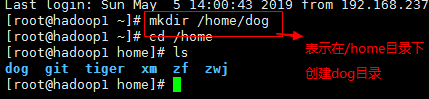 Last login: Sun May  5 14:00:43 2019 from 192.168.237
[root@hadoop1 ~]# mkdir /home/dog
[root@hadoop1 ~]# cd /home
[root@hadoop1 home]# ls
dog  git  tiger  xm  zf  zwj
[root@hadoop1 home]#
表示在/home目录下
创建dog目录